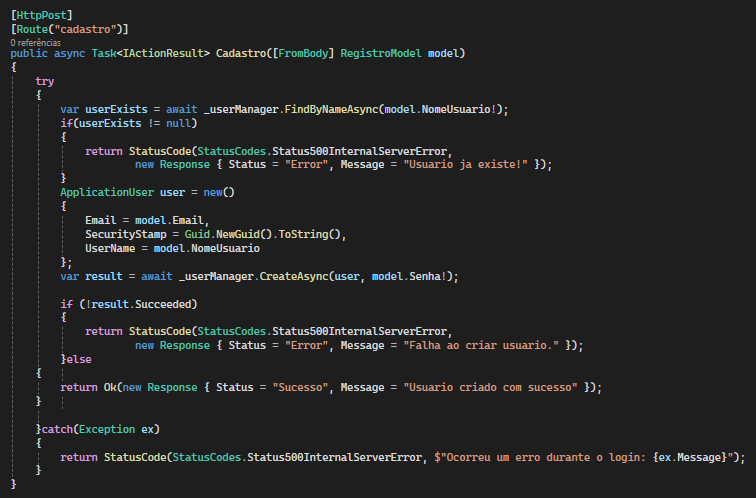 [HttpPost]
[Route("cadastro")]
0 referências
public async Task<IActionResult> Cadastro([FromBody] RegistroModel model)
{
    try
    {
        var userExists = await _userManager.FindByNameAsync(model.NomeUsuario!);
        if(userExists != null)
        {
            return StatusCode(StatusCodes.Status500InternalServerError,
                    new Response { Status = "Error", Message = "Usuario ja existe!" });
        }
        ApplicationUser user = new()
        {
            Email = model.Email,
            SecurityStamp = Guid.NewGuid().ToString(),
            UserName = model.NomeUsuario
        };
        var result = await _userManager.CreateAsync(user, model.Senha!);

        if (!result.Succeeded)
        {
            return StatusCode(StatusCodes.Status500InternalServerError,
                    new Response { Status = "Error", Message = "Falha ao criar usuario." });
        }else
    {
        return Ok(new Response { Status = "Sucesso", Message = "Usuario criado com sucesso" });
    }

    }catch(Exception ex)
    {
        return StatusCode(StatusCodes.Status500InternalServerError, $"Ocorreu um erro durante o login: {ex.Message}");
    }
}